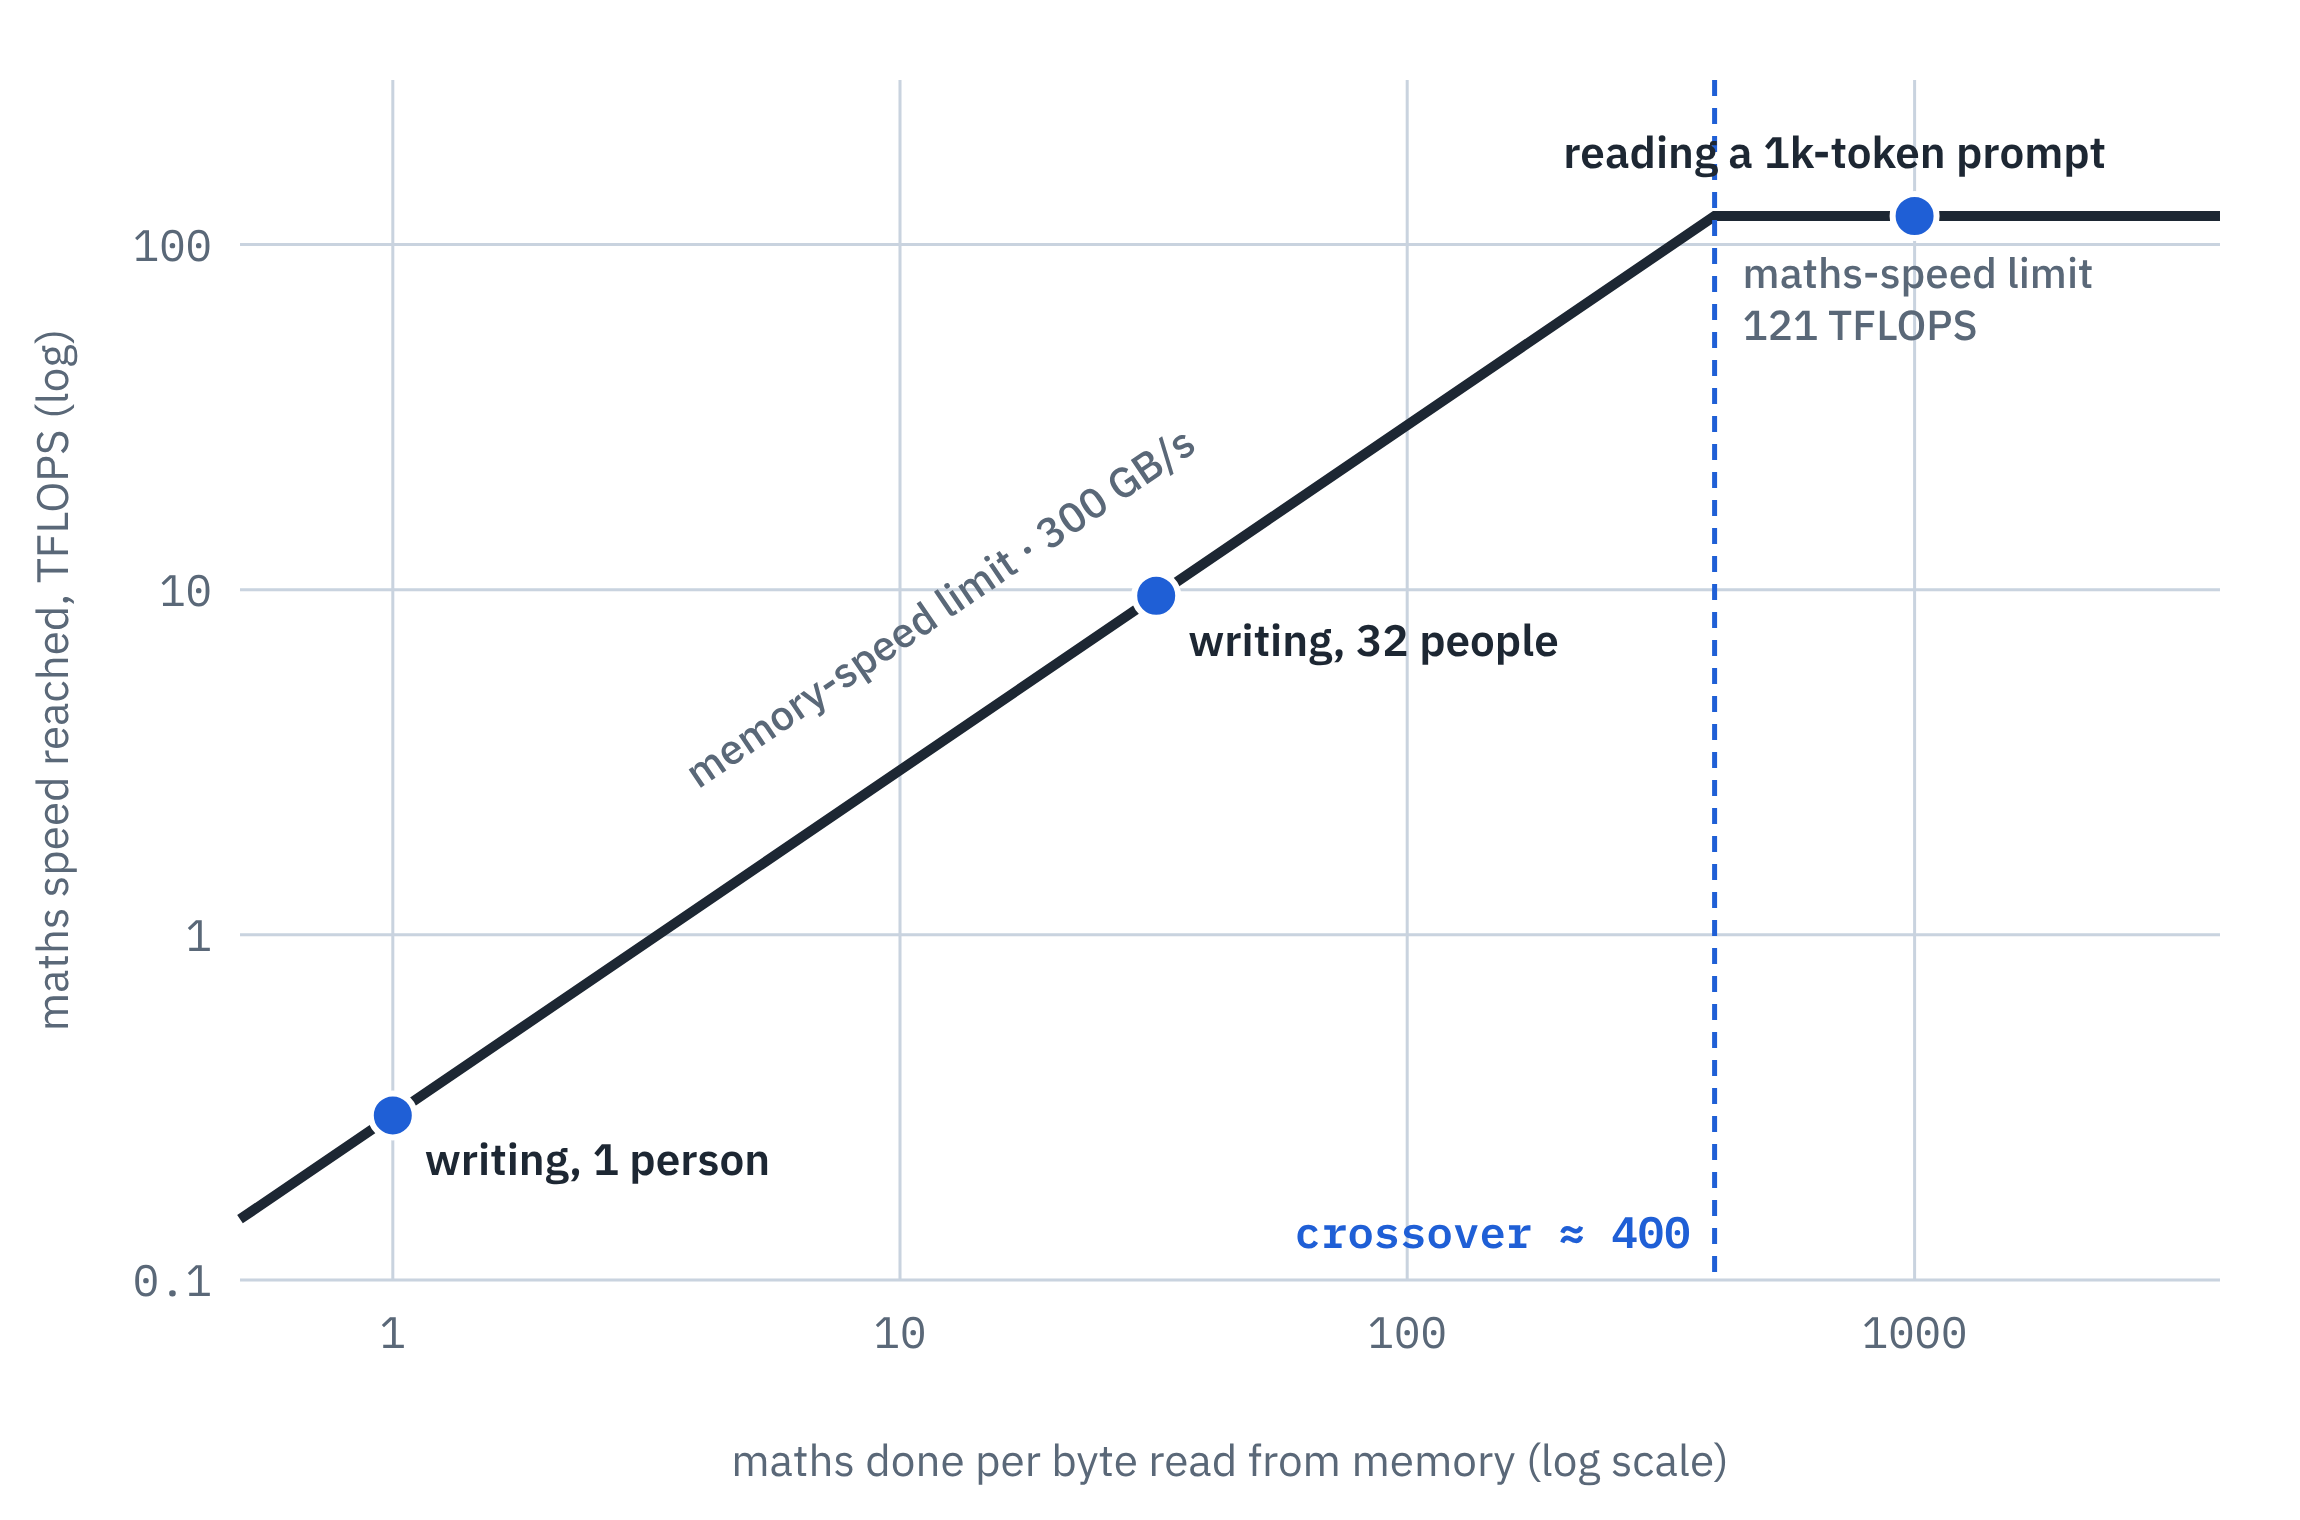 reading a 1k-token prompt
100
maths-speed limit
121 TFLOPS
maths speed reached, TFLOPS (log)
memory-speed limit · 300 GB/s
10
writing, 32 people
1
writing, 1 person
crossover ≈ 400
0.1
1 10 100 1000
maths done per byte read from memory (log scale)